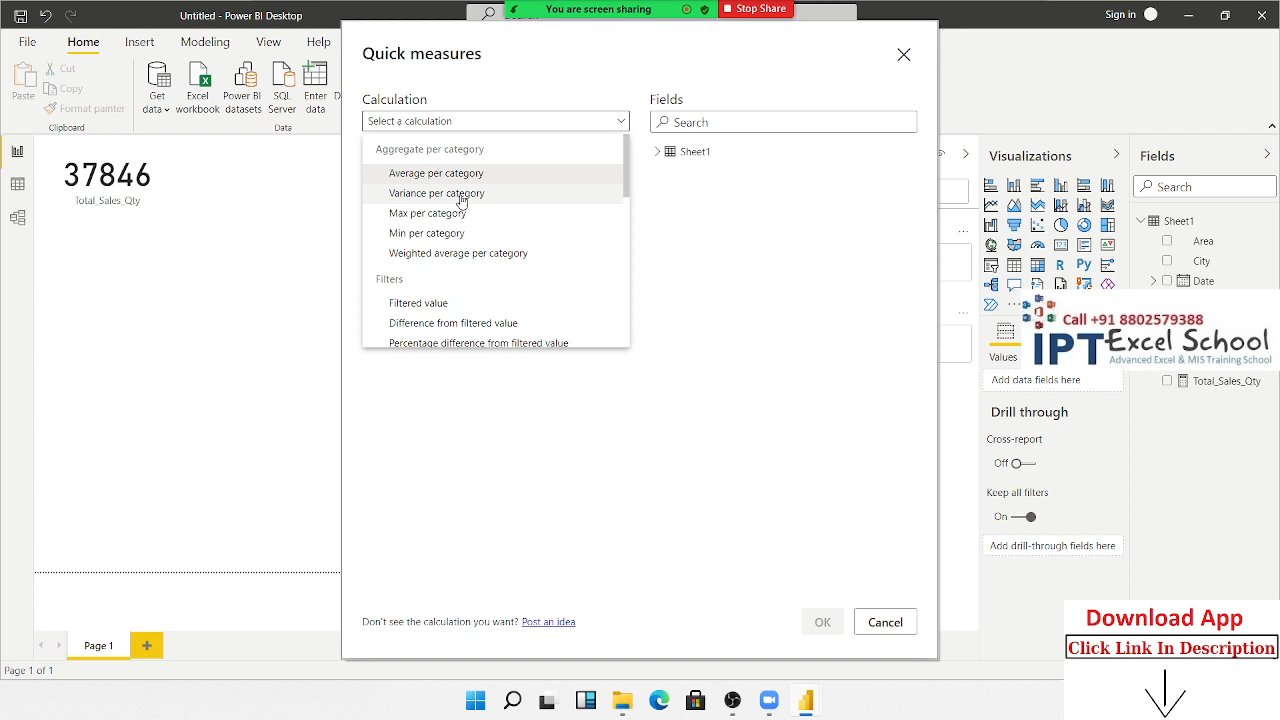 Untitled - Power BI Desktop
You are screen sharing
Stop Share
Sign in
File
Home
Insert
Modeling
View
Help
Paste
Cut
Copy
Format painter
Clipboard
Get
data
Excel
workbook
Power BI
datasets
SQL
Server
Enter
data
Data
37846
Total_Sales_Qty
Quick measures
Calculation
Select a calculation
Aggregate per category
Average per category
Variance per category
Max per category
Min per category
Weighted average per category
Filters
Filtered value
Difference from filtered value
Percentage difference from filtered value
Fields
Search
Sheet1
Don't see the calculation you want? Post an idea
OK
Cancel
Visualizations
R
Py
123
Values
Add data fields here
Drill through
Cross-report
Off
Keep all filters
On
Add drill-through fields here
Fields
Search
Sheet1
Area
City
Date
Total_Sales_Qty
Call +91 8802579388
IPT Excel School
Advanced Excel & MIS Training School
Download App
Click Link In Description
Page 1
Page 1 of 1